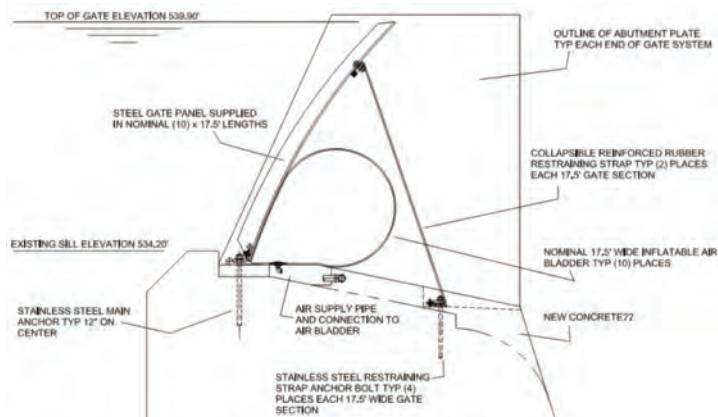 TOP OF GATE ELEVATION 539.90'
OUTLINE OF ABUTMENT PLATE
TYP EACH END OF GATE SYSTEM
STEEL GATE PANEL SUPPLIED
IN NOMINAL (10) x 17.5' LENGTHS
COLLAPSIBLE REINFORCED RUBBER
RESTRAINING STRAP TYP (2) PLACES
EACH 17.5' GATE SECTION
EXISTING SILL ELEVATION 534.20'
NOMINAL 17.5' WIDE INFLATABLE AIR
BLADDER TYP (10) PLACES
STAINLESS STEEL MAIN
ANCHOR TYP 12" ON
CENTER
AIR SUPPLY PIPE
AND CONNECTION TO
AIR BLADDER
NEW CONCRETE??
STAINLESS STEEL RESTRAINING
STRAP ANCHOR BOLT TYP (4)
PLACES EACH 17.5' WIDE GATE
SECTION